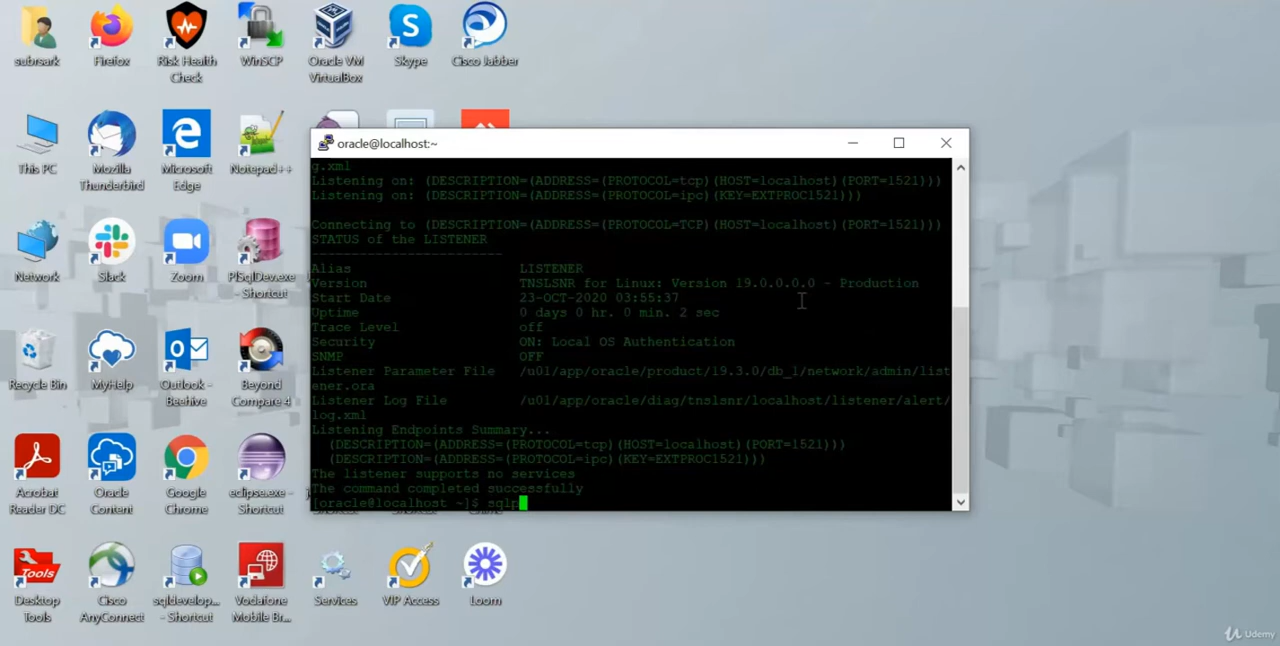 subrsark
Firefox
Risk Health
Check
WinSCP
Oracle VM
VirtualBox
Skype
Cisco Jabber
This PC
Mozilla
Thunderbird
Microsoft
Edge
Notepad++
Network
Slack
Zoom
PlSqlDev.exe
- Shortcut
Recycle Bin
MyHelp
Outlook -
Beehive
Beyond
Compare 4
Acrobat
Reader DC
Oracle
Content
Google
Chrome
eclipse.exe -
Shortcut
Tools
Desktop
Tools
Cisco
AnyConnect
sqldevelop...
- Shortcut
Vodafone
Mobile Br...
Services
VIP Access
Loom
oracle@localhost:~
g.xml
Listening on: (DESCRIPTION=(ADDRESS=(PROTOCOL=tcp)(HOST=localhost)(PORT=1521)))
Listening on: (DESCRIPTION=(ADDRESS=(PROTOCOL=ipc)(KEY=EXTPROC1521)))
Connecting to (DESCRIPTION=(ADDRESS=(PROTOCOL=TCP)(HOST=localhost)(PORT=1521)))
STATUS of the LISTENER
------------------------
Alias LISTENER
Version TNSLSNR for Linux: Version 19.0.0.0.0 - Production
Start Date 23-OCT-2020 03:55:37
Uptime 0 days 0 hr. 0 min. 2 sec
Trace Level off
Security ON: Local OS Authentication
SNMP OFF
Listener Parameter File /u01/app/oracle/product/19.3.0/db_1/network/admin/list
ener.ora
Listener Log File /u01/app/oracle/diag/tnslsnr/localhost/listener/alert/
log.xml
Listening Endpoints Summary...
(DESCRIPTION=(ADDRESS=(PROTOCOL=tcp)(HOST=localhost)(PORT=1521)))
(DESCRIPTION=(ADDRESS=(PROTOCOL=ipc)(KEY=EXTPROC1521)))
The listener supports no services
The command completed successfully
[oracle@localhost ~]$ sqlp
Udemy